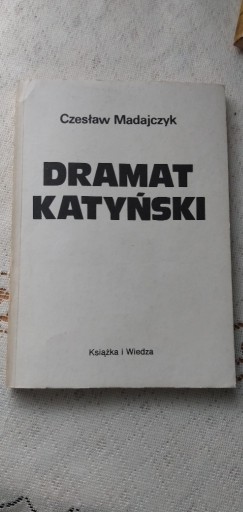 Czesław Madajczyk
DRAMAT
KATYŃSKI
Książka i Wiedza